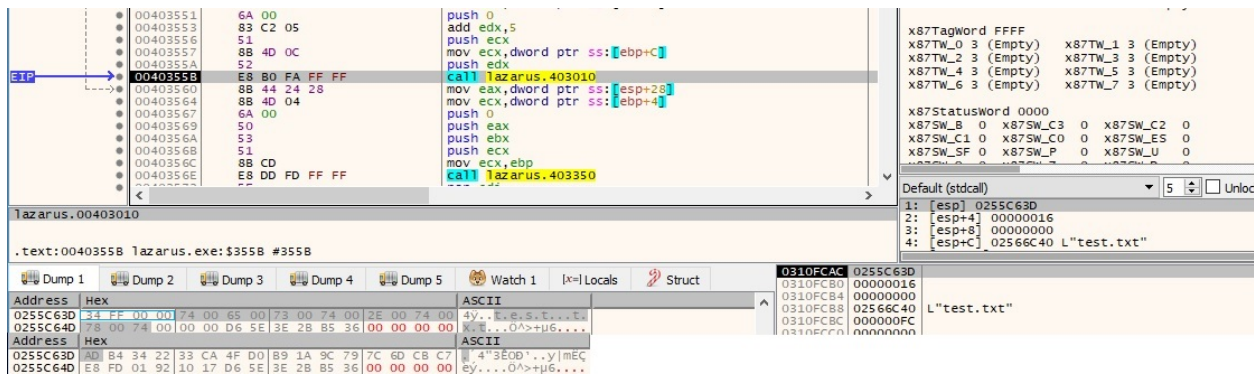 00403551 6A 00 push 0
00403553 83 C2 05 add edx,5
00403556 51 push ecx
00403557 8B 4D 0C mov ecx,dword ptr ss:[ebp+C]
0040355A 52 push edx
EIP 0040355B E8 B0 FA FF FF call lazarus.403010
00403560 8B 44 24 28 mov eax,dword ptr ss:[esp+28]
00403564 8B 4D 04 mov ecx,dword ptr ss:[ebp+4]
00403567 6A 00 push 0
00403569 50 push eax
0040356A 53 push ebx
0040356B 51 push ecx
0040356C 8B CD mov ecx,ebp
0040356E E8 DD FD FF FF call lazarus.403350
lazarus.00403010
.text:0040355B lazarus.exe:$355B #355B
x87TagWord FFFF
x87TW_0 3 (Empty) x87TW_1 3 (Empty)
x87TW_2 3 (Empty) x87TW_3 3 (Empty)
x87TW_4 3 (Empty) x87TW_5 3 (Empty)
x87TW_6 3 (Empty) x87TW_7 3 (Empty)
x87StatusWord 0000
x87SW_B 0 x87SW_C3 0 x87SW_C2 0
x87SW_C1 0 x87SW_C0 0 x87SW_ES 0
x87SW_SF 0 x87SW_P 0 x87SW_U 0
Default (stdcall) 5 Unloc
1: [esp] 0255C63D
2: [esp+4] 00000016
3: [esp+8] 00000000
4: [esp+C] 02566C40 L"test.txt"
Dump 1 Dump 2 Dump 3 Dump 4 Dump 5 Watch 1 [x=] Locals Struct
Address Hex ASCII
0255C63D 34 FF 00 00 74 00 65 00 73 00 74 00 2E 00 74 00 4ÿ..t.e.s.t...t.
0255C64D 78 00 74 00 00 00 D6 5E 3E 2B B5 36 00 00 00 00 x.t...Ö^>+µ6....
Address Hex ASCII
0255C63D AD B4 34 22 33 CA 4F D0 B9 1A 9C 79 7C 6D CB C7 .´4"3ÊOй..y|mËÇ
0255C64D E8 FD 01 92 10 17 D6 5E 3E 2B B5 36 00 00 00 00 èý....Ö^>+µ6....
0310FCAC 0255C63D
0310FCB0 00000016
0310FCB4 00000000
0310FCB8 02566C40 L"test.txt"
0310FCBC 000000FC
0310FCC0 00000000